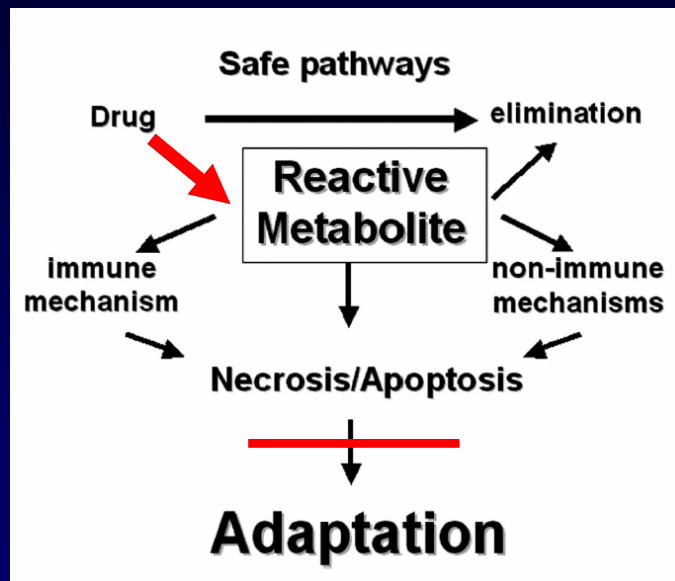 Safe pathways
Drug
elimination
Reactive
Metabolite
immune
mechanism
non-immune
mechanisms
Necrosis/Apoptosis
Adaptation